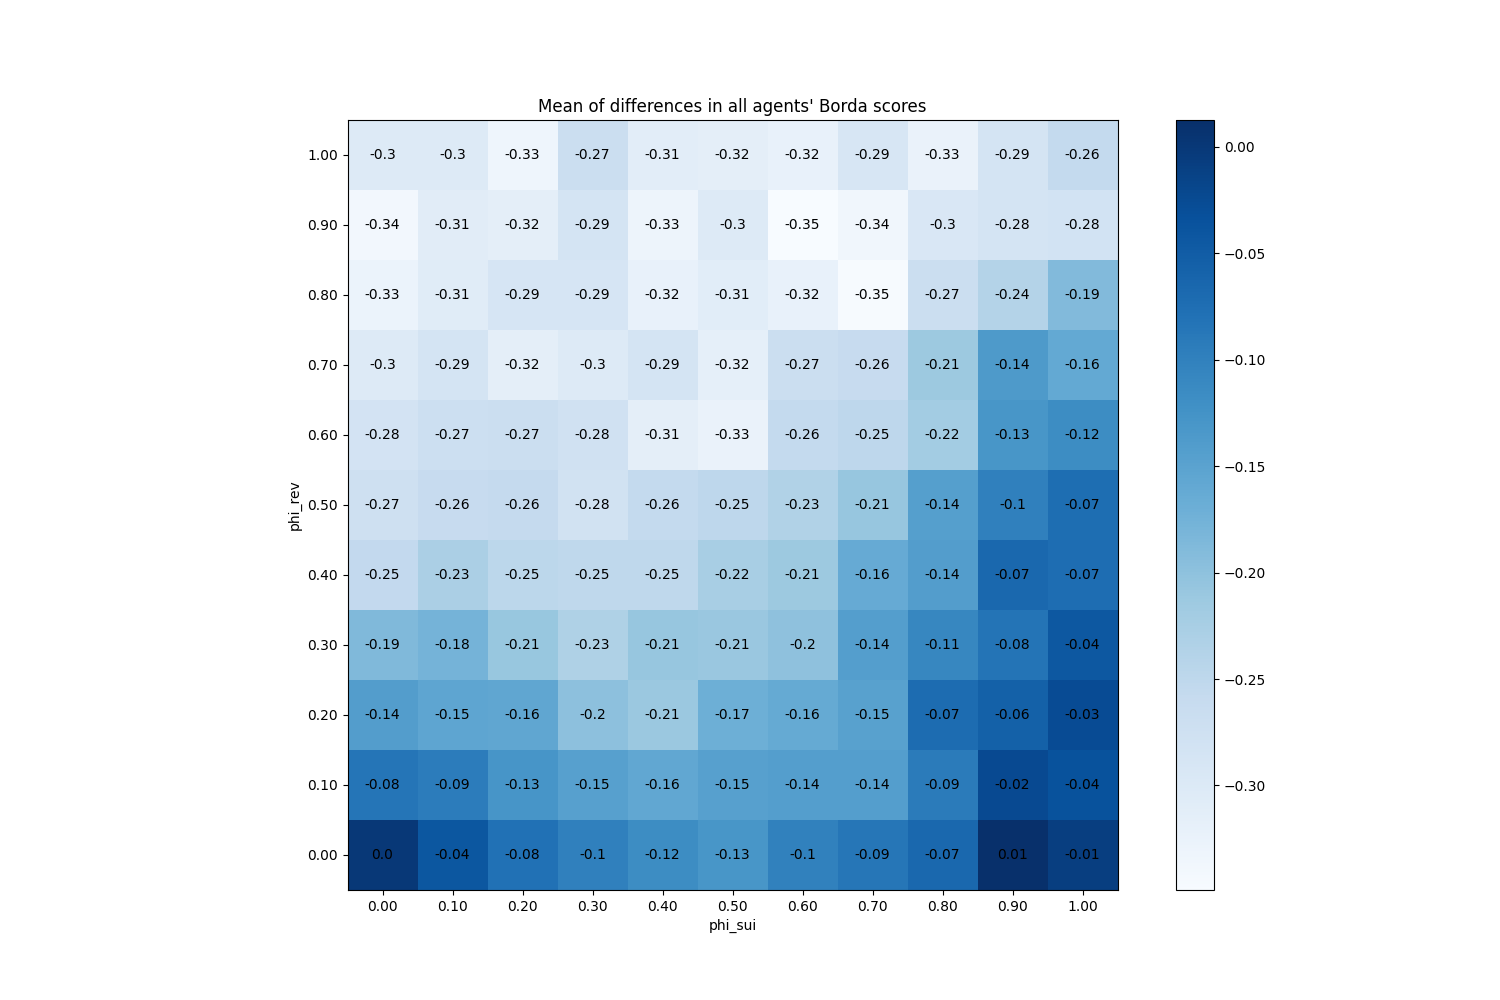 Mean of differences in all agents' Borda scores
1.00 -0.3 -0.3 -0.33 -0.27 -0.31 -0.32 -0.32 -0.29 -0.33 -0.29 -0.26
0.90 -0.34 -0.31 -0.32 -0.29 -0.33 -0.3 -0.35 -0.34 -0.3 -0.28 -0.28
0.80 -0.33 -0.31 -0.29 -0.29 -0.32 -0.31 -0.32 -0.35 -0.27 -0.24 -0.19
0.70 -0.3 -0.29 -0.32 -0.3 -0.29 -0.32 -0.27 -0.26 -0.21 -0.14 -0.16
0.60 -0.28 -0.27 -0.27 -0.28 -0.31 -0.33 -0.26 -0.25 -0.22 -0.13 -0.12
phi_rev
0.50 -0.27 -0.26 -0.26 -0.28 -0.26 -0.25 -0.23 -0.21 -0.14 -0.1 -0.07
0.40 -0.25 -0.23 -0.25 -0.25 -0.25 -0.22 -0.21 -0.16 -0.14 -0.07 -0.07
0.30 -0.19 -0.18 -0.21 -0.23 -0.21 -0.21 -0.2 -0.14 -0.11 -0.08 -0.04
0.20 -0.14 -0.15 -0.16 -0.2 -0.21 -0.17 -0.16 -0.15 -0.07 -0.06 -0.03
0.10 -0.08 -0.09 -0.13 -0.15 -0.16 -0.15 -0.14 -0.14 -0.09 -0.02 -0.04
0.00 0.0 -0.04 -0.08 -0.1 -0.12 -0.13 -0.1 -0.09 -0.07 0.01 -0.01
0.00 0.10 0.20 0.30 0.40 0.50 0.60 0.70 0.80 0.90 1.00
phi_sui
0.00
−0.05
−0.10
−0.15
−0.20
−0.25
−0.30